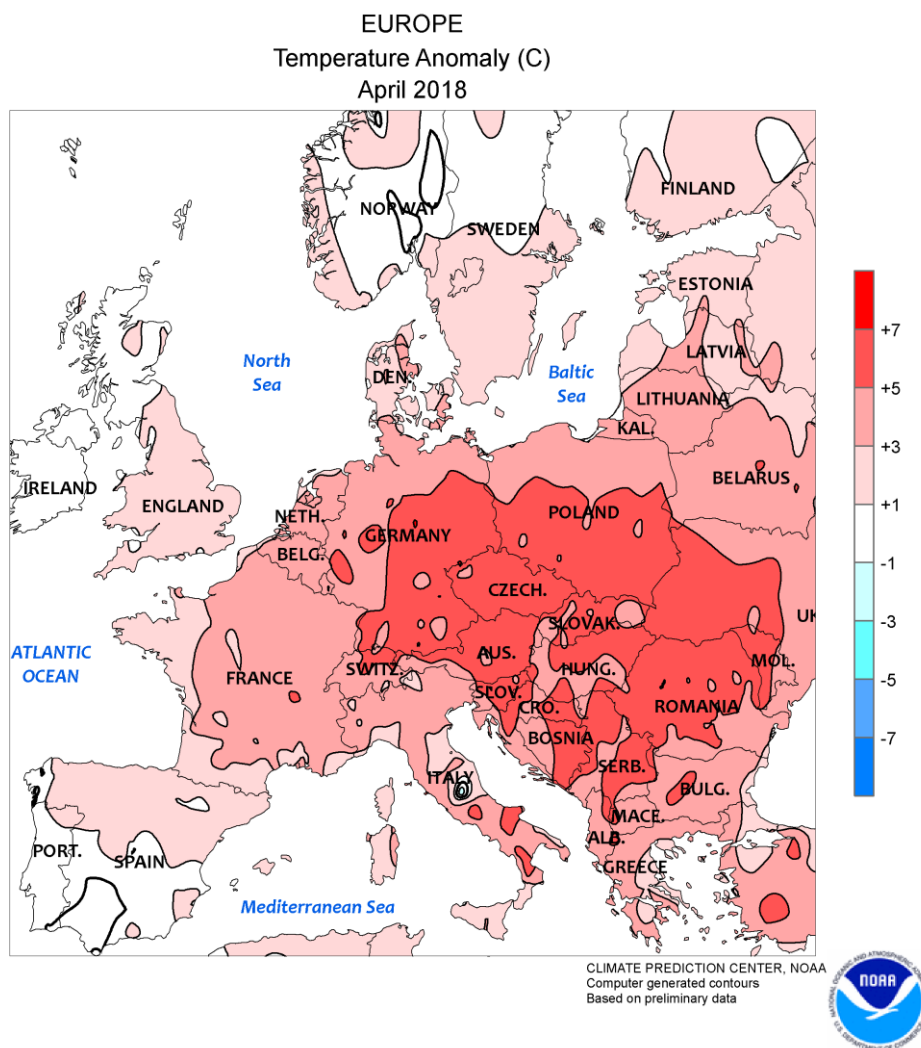 EUROPE
Temperature Anomaly (C)
April 2018
FINLAND
NORWAY
SWEDEN
ESTONIA
North
Sea
Baltic
Sea
LATVIA
DEN.
LITHUANIA
KAL.
IRELAND
ENGLAND
NETH.
BELG.
GERMANY
POLAND
BELARUS
CZECH.
SLOVAK.
UK
ATLANTIC
OCEAN
FRANCE
SWITZ.
AUS.
HUNG.
MOL.
SLOV.
CRO.
ROMANIA
BOSNIA
SERB.
ITALY
BULG.
MACE.
ALB.
GREECE
PORT.
SPAIN
Mediterranean Sea
+7
+5
+3
+1
-1
-3
-5
-7
CLIMATE PREDICTION CENTER, NOAA
Computer generated contours
Based on preliminary data
NOAA